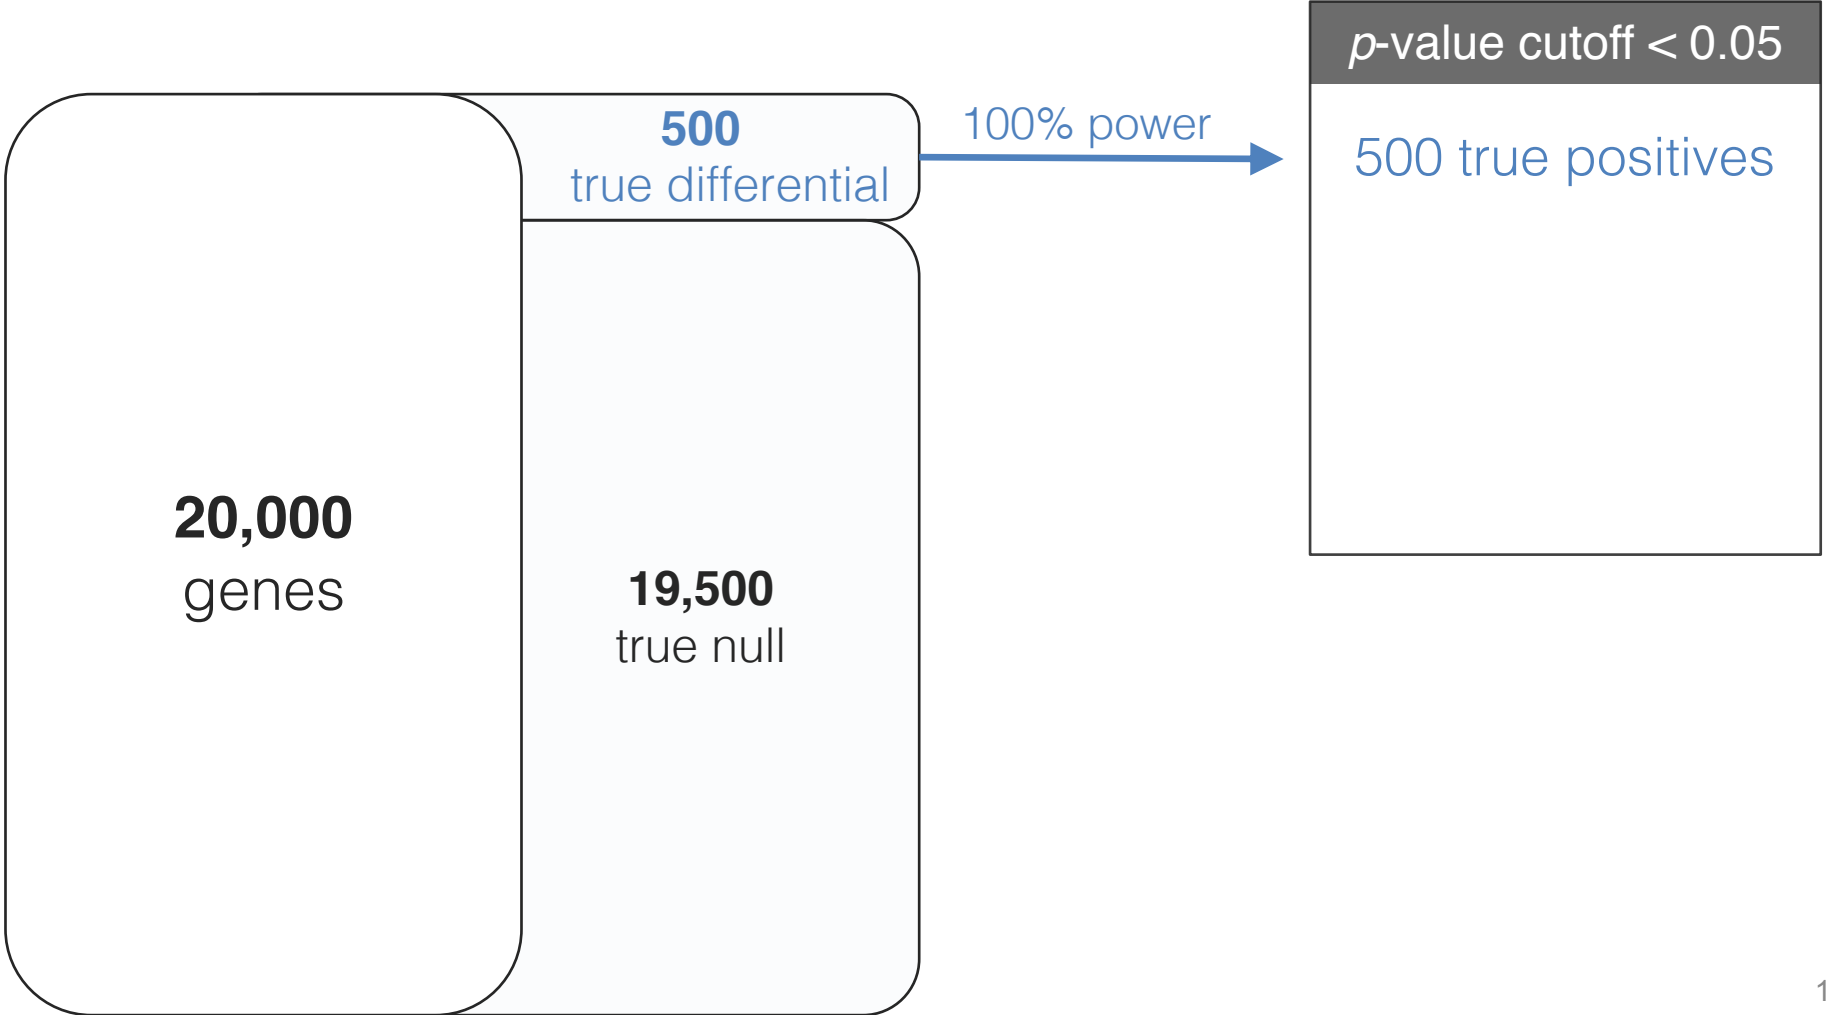 p-value cutoff < 0.05
500
true differential
100% power
500 true positives
20,000
genes
19,500
true null
1